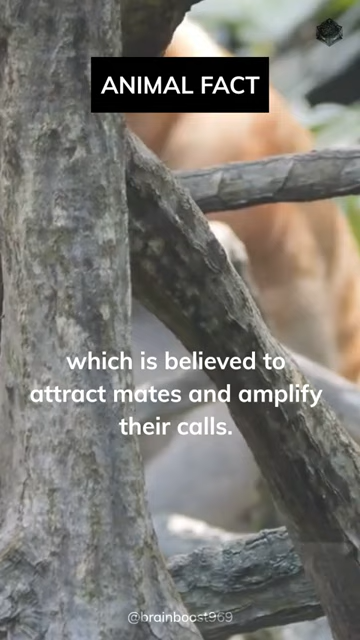 ANIMAL FACT
which is believed to
attract mates and amplify
their calls.
@brainboost969